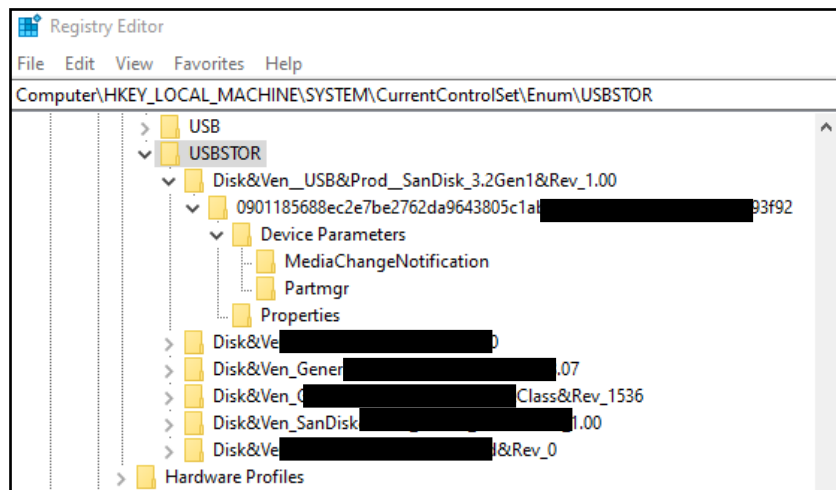 Registry Editor
File Edit View Favorites Help
Computer\HKEY_LOCAL_MACHINE\SYSTEM\CurrentControlSet\Enum\USBSTOR
USB
USBSTOR
Disk&Ven__USB&Prod__SanDisk_3.2Gen1&Rev_1.00
0901185688ec2e7be2762da9643805c1a 93f92
Device Parameters
MediaChangeNotification
Partmgr
Properties
Disk&Ve
Disk&Ven_Gener .07
Disk&Ven_ Class&Rev_1536
Disk&Ven_SanDisk 1.00
Disk&Ve &Rev_0
Hardware Profiles